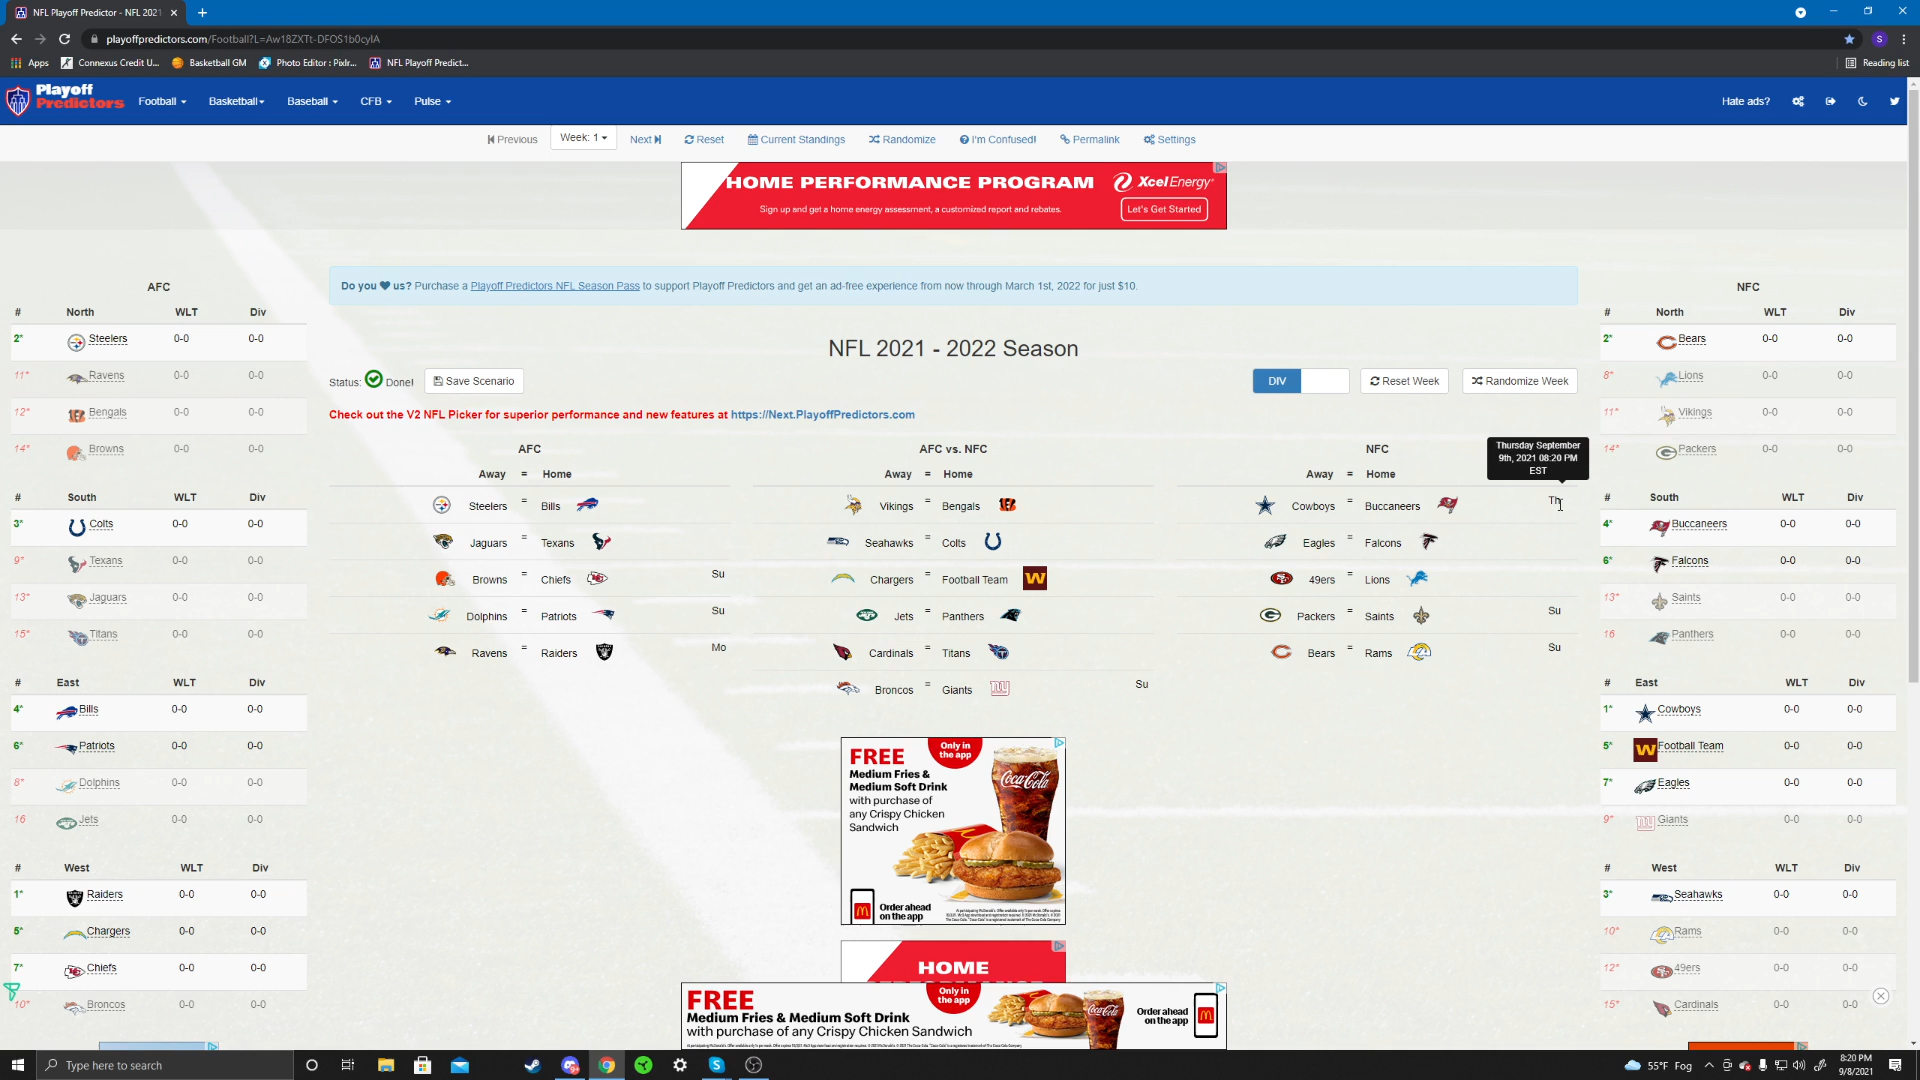 NFL Playoff Predictor - NFL 2021
playoffpredictors.com/Football?L=Aw18ZXTt-DFOS1b0cylA
S
Apps Connexus Credit U... Basketball GM Photo Editor : Pixlr... NFL Playoff Predict... Reading list
Playoff Predictors
Football Basketball Baseball CFB Pulse Hate ads?
Previous Week: 1 Next Reset Current Standings Randomize I'm Confused! Permalink Settings
HOME PERFORMANCE PROGRAM
Sign up and get a home energy assessment, a customized report and rebates.
Xcel Energy
Let's Get Started
Do you ♥ us? Purchase a Playoff Predictors NFL Season Pass to support Playoff Predictors and get an ad-free experience from now through March 1st, 2022 for just $10.
NFL 2021 - 2022 Season
Status: Done! Save Scenario DIV Reset Week Randomize Week
Check out the V2 NFL Picker for superior performance and new features at https://Next.PlayoffPredictors.com
AFC
# North WLT Div
2* Steelers 0-0 0-0
11* Ravens 0-0 0-0
12* Bengals 0-0 0-0
14* Browns 0-0 0-0
# South WLT Div
3* Colts 0-0 0-0
9* Texans 0-0 0-0
13* Jaguars 0-0 0-0
15* Titans 0-0 0-0
# East WLT Div
4* Bills 0-0 0-0
6* Patriots 0-0 0-0
8* Dolphins 0-0 0-0
16 Jets 0-0 0-0
# West WLT Div
1* Raiders 0-0 0-0
5* Chargers 0-0 0-0
7* Chiefs 0-0 0-0
10* Broncos 0-0 0-0
AFC
Away = Home
Steelers = Bills
Jaguars = Texans
Browns = Chiefs Su
Dolphins = Patriots Su
Ravens = Raiders Mo
AFC vs. NFC
Away = Home
Vikings = Bengals
Seahawks = Colts
Chargers = Football Team
Jets = Panthers
Cardinals = Titans
Broncos = Giants Su
NFC
Away = Home
Thursday September
9th, 2021 08:20 PM
EST
Cowboys = Buccaneers Th
Eagles = Falcons
49ers = Lions
Packers = Saints Su
Bears = Rams Su
NFC
# North WLT Div
2* Bears 0-0 0-0
8* Lions 0-0 0-0
11* Vikings 0-0 0-0
14* Packers 0-0 0-0
# South WLT Div
4* Buccaneers 0-0 0-0
6* Falcons 0-0 0-0
13* Saints 0-0 0-0
16 Panthers 0-0 0-0
# East WLT Div
1* Cowboys 0-0 0-0
5* Football Team 0-0 0-0
7* Eagles 0-0 0-0
9* Giants 0-0 0-0
# West WLT Div
3* Seahawks 0-0 0-0
10* Rams 0-0 0-0
12* 49ers 0-0 0-0
15* Cardinals 0-0 0-0
FREE
Only in
the app
Medium Fries &
Medium Soft Drink
with purchase of
any Crispy Chicken
Sandwich
Coca-Cola
Order ahead
on the app
HOME
FREE
Only in
the app
Medium Fries & Medium Soft Drink
with purchase of any Crispy Chicken Sandwich
Coca-Cola
Order ahead
on the app
Type here to search
55°F Fog
8:20 PM
9/8/2021